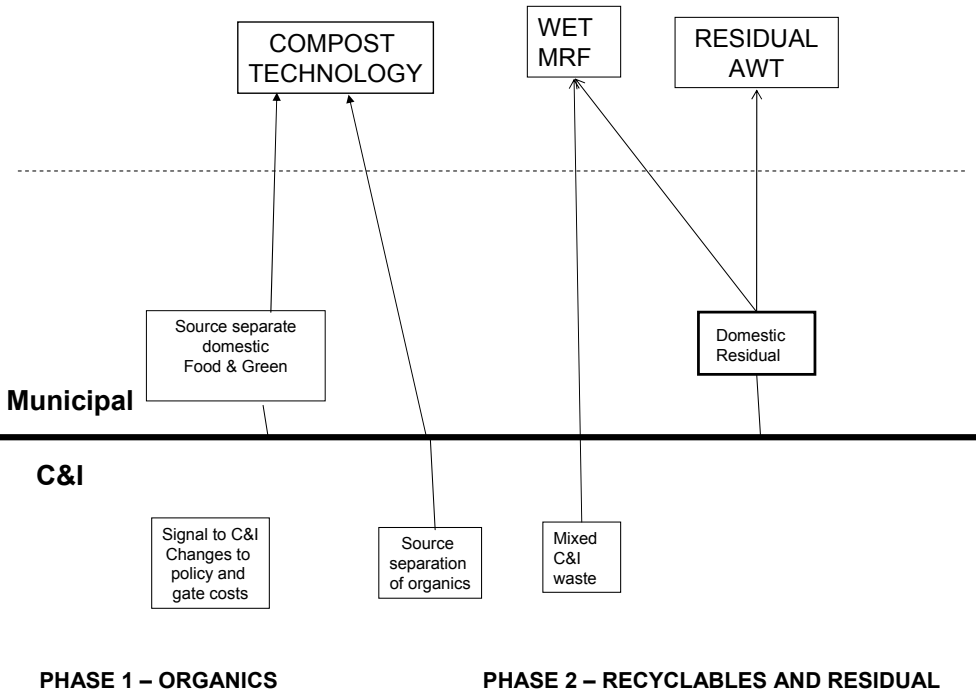 COMPOST
TECHNOLOGY
WET
MRF
RESIDUAL
AWT
Source separate
domestic
Food & Green
Domestic
Residual
Municipal
C&I
Signal to C&I
Changes to
policy and
gate costs
Source
separation
of organics
Mixed
C&I
waste
PHASE 1 – ORGANICS
PHASE 2 – RECYCLABLES AND RESIDUAL